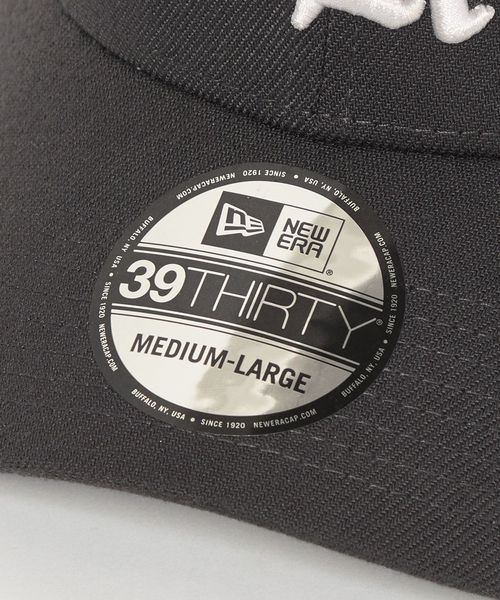 NEW
ERA
®
39THIRTY®
MEDIUM-LARGE
BUFFALO, NY, USA • SINCE 1920 • NEWERACAP.COM • BUFFALO, NY, USA • SINCE 1920 • NEWERACAP.COM • BUFFALO, NY, USA • SINCE 1920 NEWERACAP.COM • BUFFALO, NY, USA • SINCE 1920 • NEWERACAP.COM